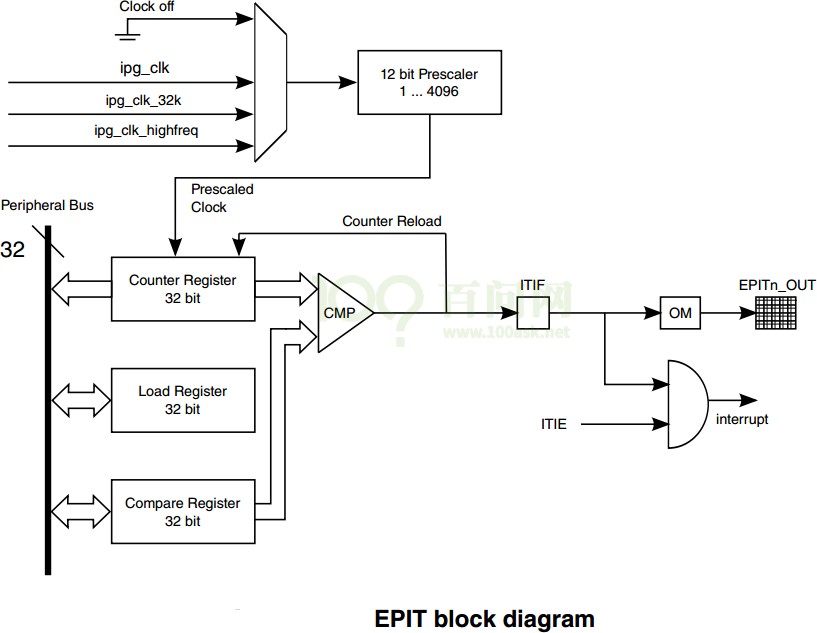 Clock off
ipg_clk
ipg_clk_32k
ipg_clk_highfreq
12 bit Prescaler
1 ... 4096
Prescaled
Clock
Peripheral Bus
32
Counter Reload
Counter Register
32 bit
CMP
100 百问网
www.100ask.net
ITIF
OM
EPITn_OUT
Load Register
32 bit
ITIE
interrupt
Compare Register
32 bit
EPIT block diagram